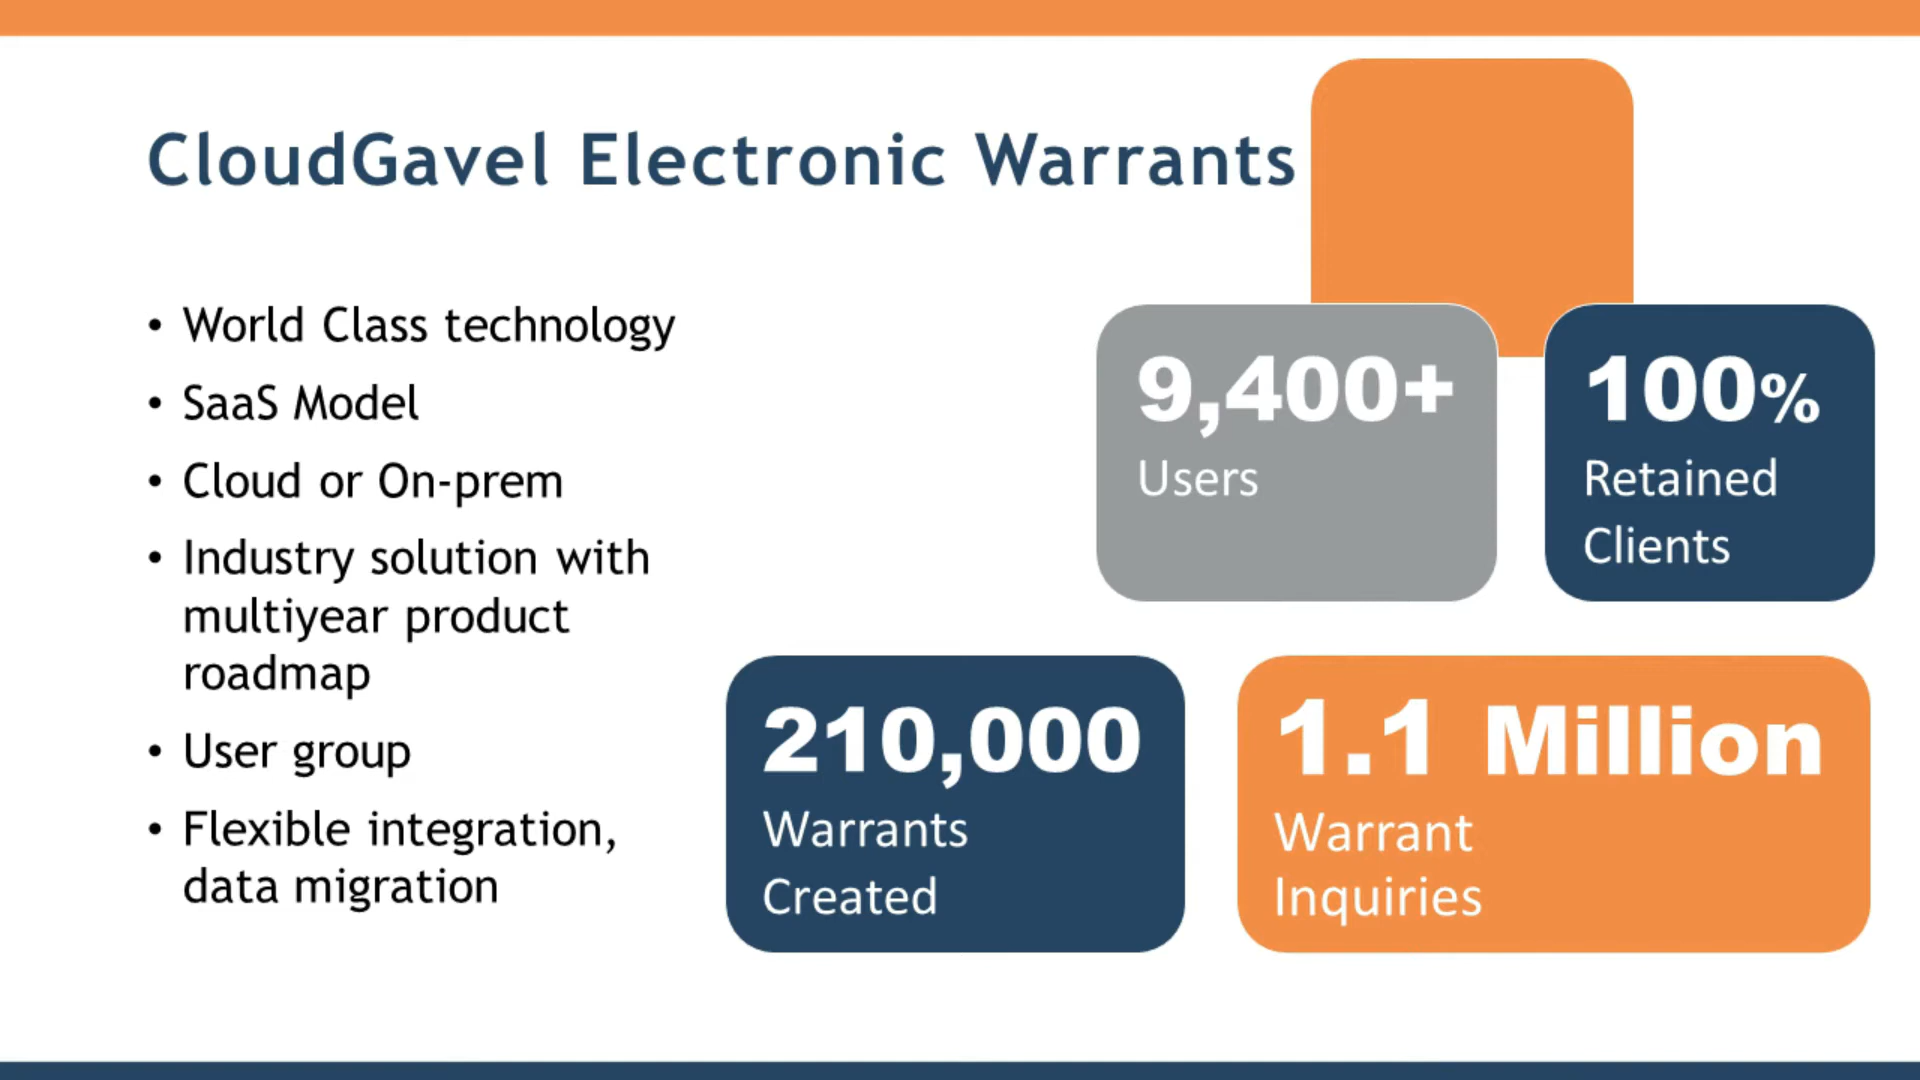 CloudGavel Electronic Warrants
• World Class technology
• SaaS Model
• Cloud or On-prem
• Industry solution with
multiyear product
roadmap
• User group
• Flexible integration,
data migration
9,400+
Users
100%
Retained
Clients
210,000
Warrants
Created
1.1 Million
Warrant
Inquiries